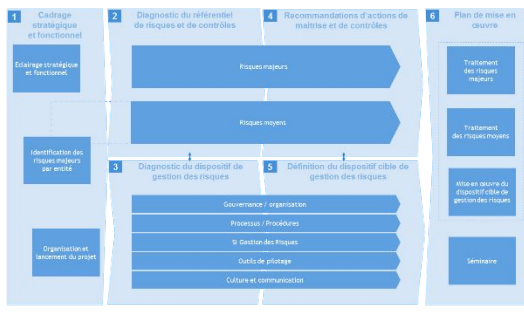 1 Cadrage
stratégique
et fonctionnel
Eclairage stratégique
et fonctionnel
Identification des
risques majeurs
par entité
Organisation et
lancement du projet
2 Diagnostic du référentiel
de risques et de contrôles
4 Recommandations d'actions de
maîtrise et de contrôles
Risques majeurs
Risques moyens
3 Diagnostic du dispositif de
gestion des risques
5 Définition du dispositif cible de
gestion des risques
Gouvernance / organisation
Processus / Procédures
SI Gestion des Risques
Outils de pilotage
Culture et communication
6 Plan de mise en
œuvre
Traitement
des risques
majeurs
Traitement
des risques moyens
Mise en œuvre du
dispositif cible de
gestion des risques
Séminaire